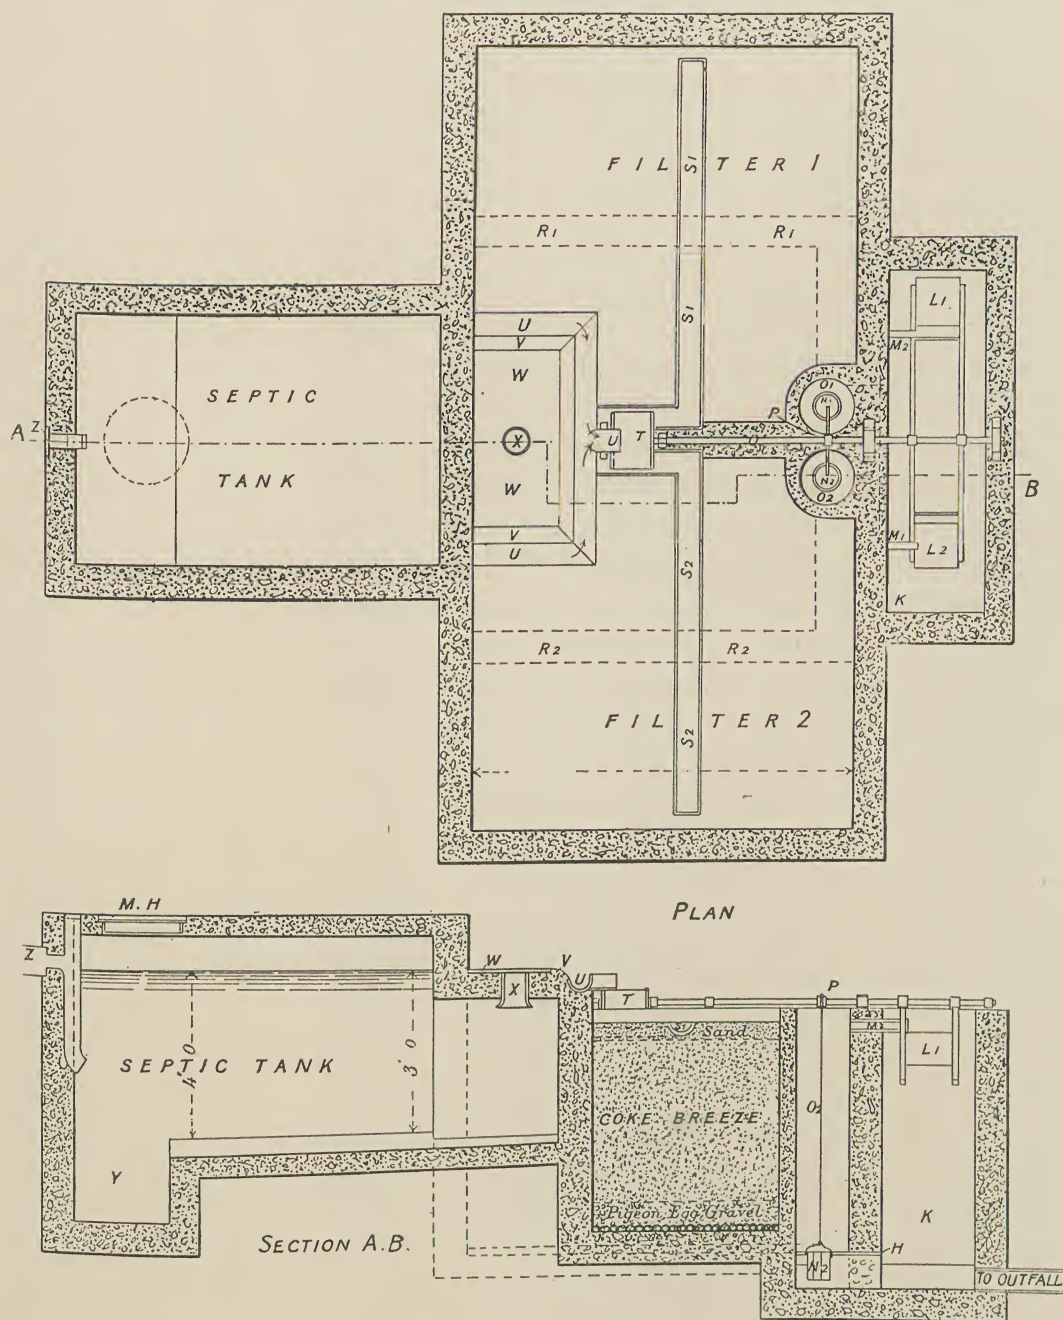 FILTER 1
S1
R1 R1
S1
L1
M2
U
V
W
SEPTIC
O1
N1
P
A Z
X
U T
Q
TANK
W
N2
O2
B
V
U
M1 L2
S2
K
R2 R2
FILTER 2
S2
PLAN
M.H
Z
W V
X
U
T
P
M2
Sand
L1
SEPTIC TANK
4' 0
3' 0
COKE-BREEZE
O2
Y
Pigeon Egg Gravel
K
SECTION A.B.
H
N2
TO OUTFALL